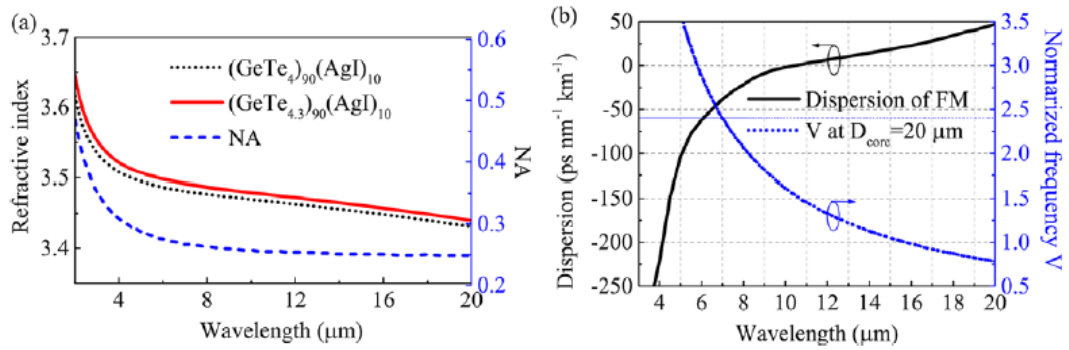 (a)
3.7
3.6
3.5
3.4
Refractive index
(GeTe₄)₉₀(AgI)₁₀
(GeTe₄.₃)₉₀(AgI)₁₀
NA
0.6
0.5
0.4
0.3
0.2
NA
4 8 12 16 20
Wavelength (μm)
(b)
50
0
-50
-100
-150
-200
-250
Dispersion (ps nm⁻¹ km⁻¹)
Dispersion of FM
V at D_core=20 μm
3.5
3.0
2.5
2.0
1.5
1.0
0.5
Normarlized frequency V
4 6 8 10 12 14 16 18 20
Wavelength (μm)